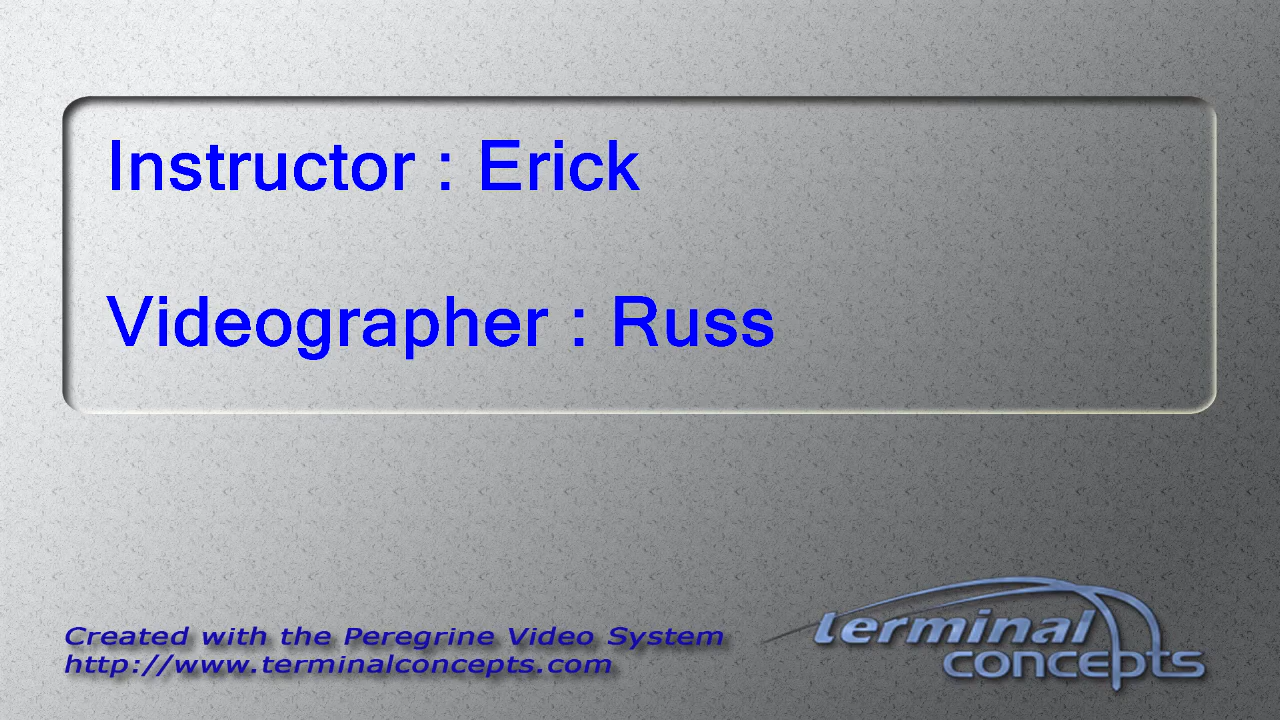 Instructor : Erick
Videographer : Russ
Created with the Peregrine Video System
http://www.terminalconcepts.com
terminal
concepts